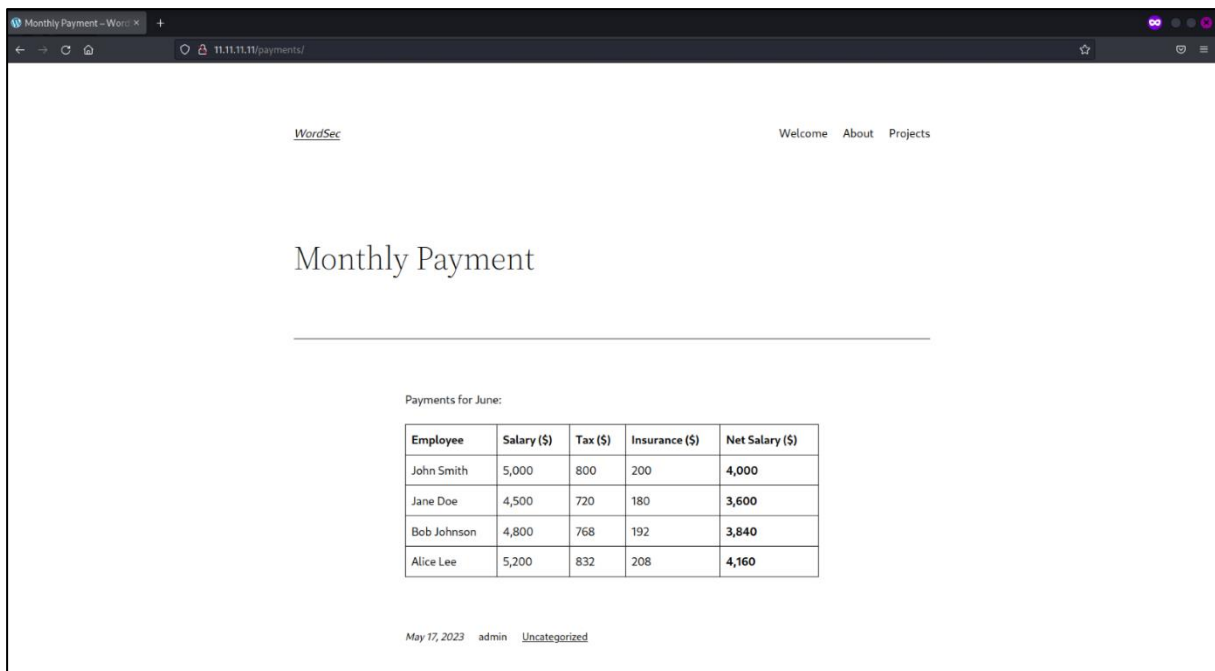 Monthly Payment – Word
11.11.11.11/payments/
WordSec Welcome About Projects
Monthly Payment
Payments for June:
Employee Salary ($) Tax ($) Insurance ($) Net Salary ($)
John Smith 5,000 800 200 4,000
Jane Doe 4,500 720 180 3,600
Bob Johnson 4,800 768 192 3,840
Alice Lee 5,200 832 208 4,160
May 17, 2023 admin Uncategorized